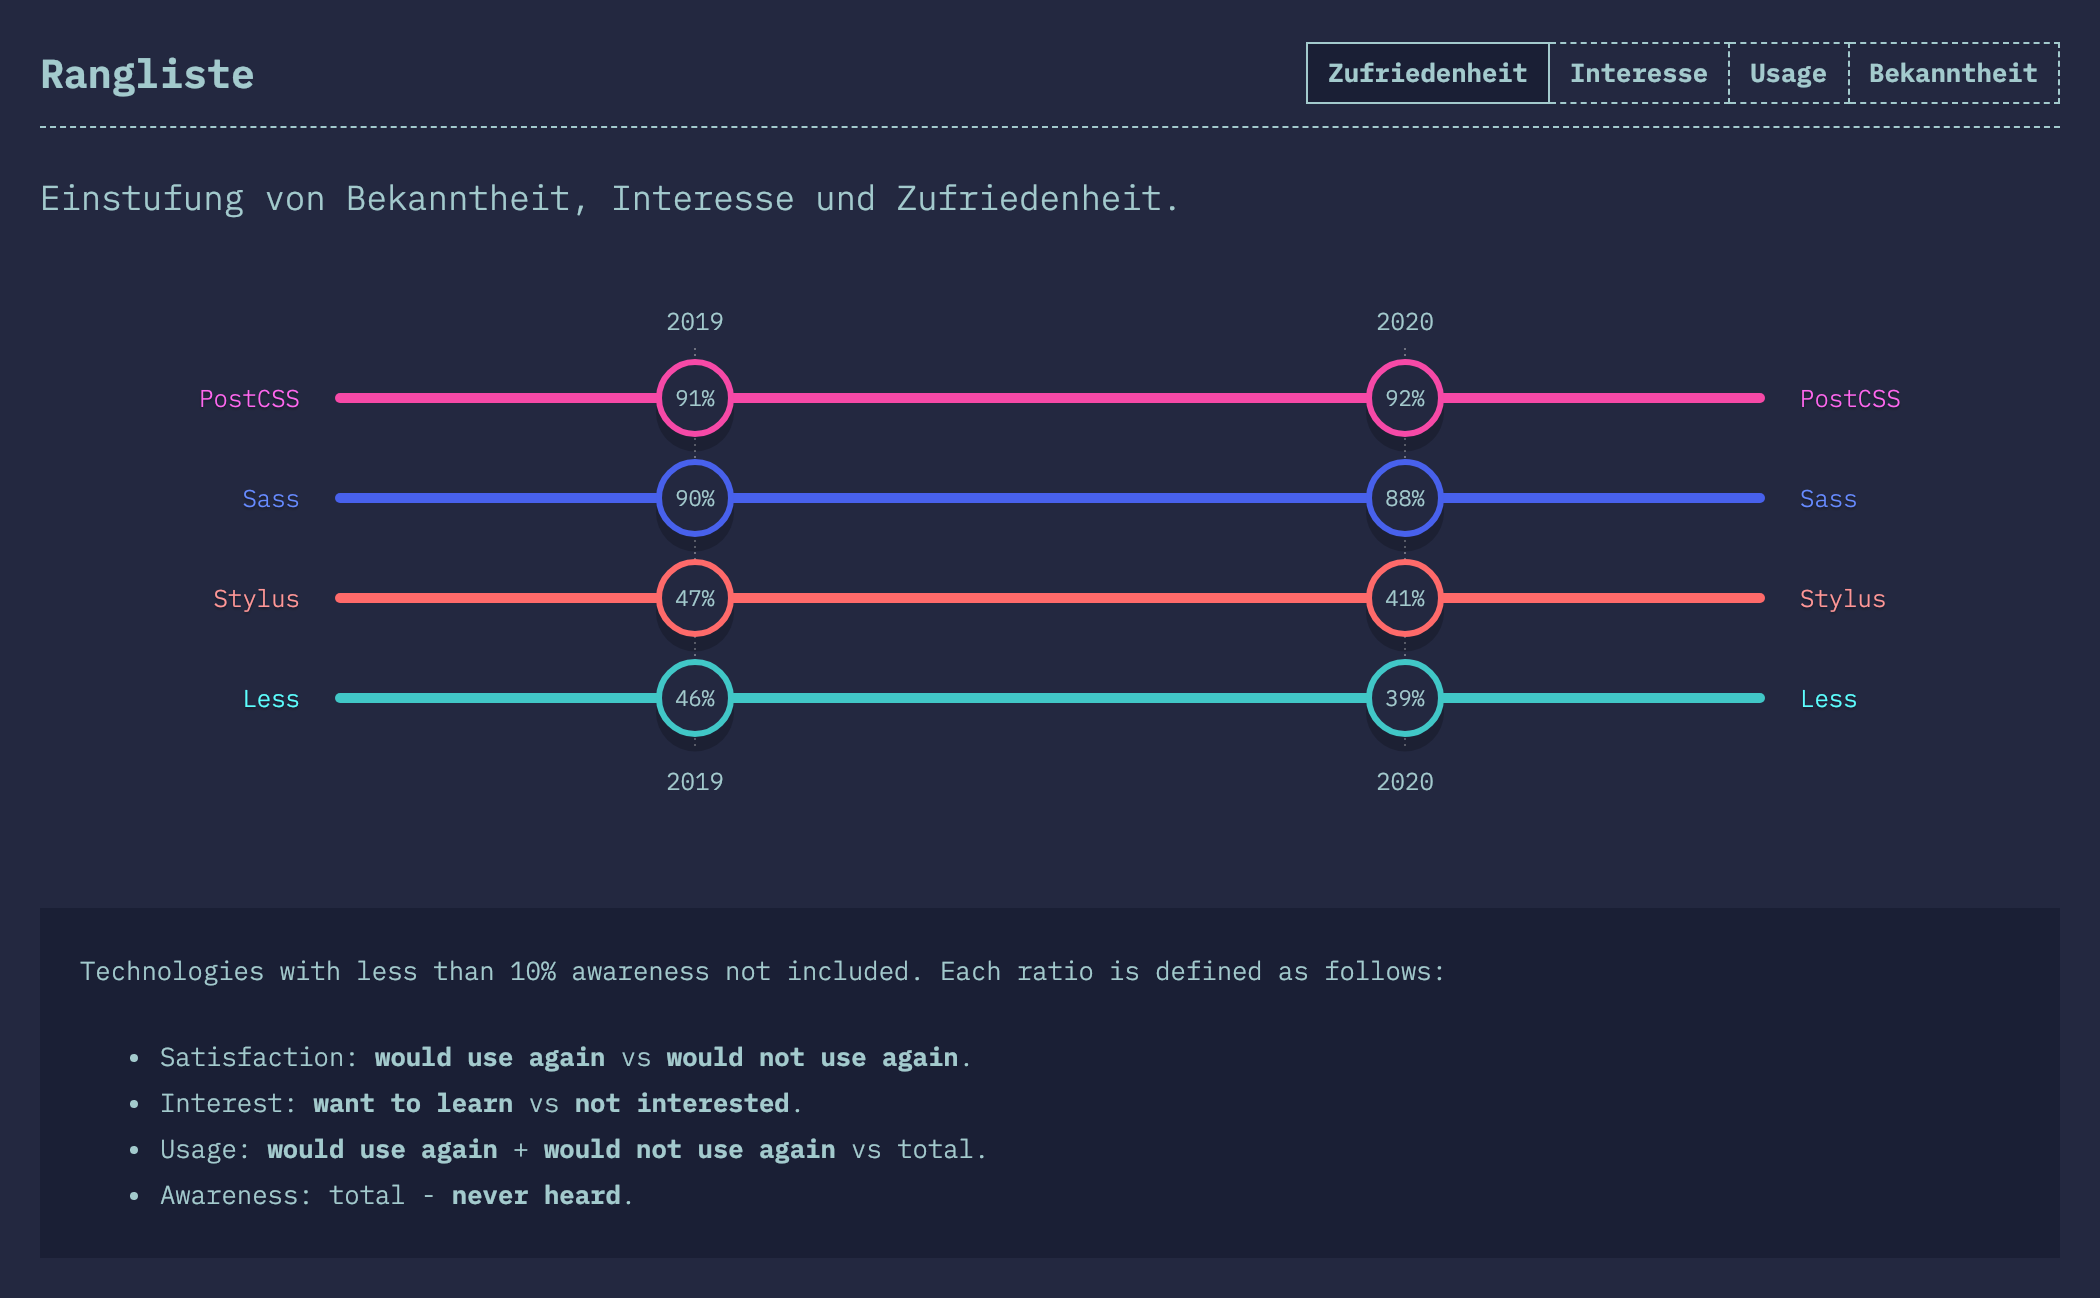 Rangliste
Zufriedenheit Interesse Usage Bekanntheit
Einstufung von Bekanntheit, Interesse und Zufriedenheit.
2019 2020
PostCSS 91% 92% PostCSS
Sass 90% 88% Sass
Stylus 47% 41% Stylus
Less 46% 39% Less
2019 2020
Technologies with less than 10% awareness not included. Each ratio is defined as follows:
• Satisfaction: would use again vs would not use again.
• Interest: want to learn vs not interested.
• Usage: would use again + would not use again vs total.
• Awareness: total - never heard.